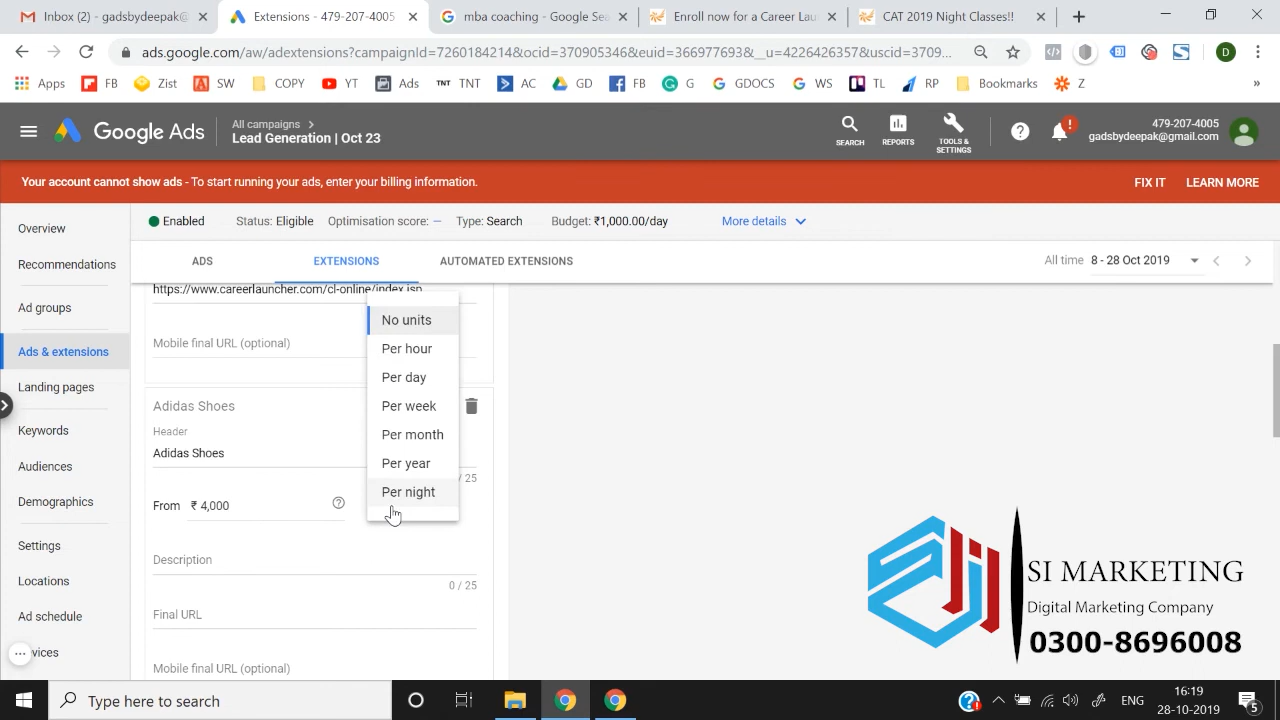 Inbox (2) - gadsbydeepak@
Extensions - 479-207-4005
mba coaching - Google Sea
Enroll now for a Career Lau
CAT 2019 Night Classes!!
ads.google.com/aw/adextensions?campaignId=7260184214&ocid=370905346&euid=366977693&__u=4226426357&uscid=3709...
D
Apps
FB
Zist
SW
COPY
YT
Ads
TNT TNT
AC
GD
FB
G
GDOCS
WS
TL
RP
Bookmarks
Z
»
Google Ads
All campaigns
Lead Generation | Oct 23
SEARCH
REPORTS
TOOLS &
SETTINGS
479-207-4005
gadsbydeepak@gmail.com
Your account cannot show ads - To start running your ads, enter your billing information.
FIX IT
LEARN MORE
Enabled
Status: Eligible
Optimisation score: –
Type: Search
Budget: ₹1,000.00/day
More details
Overview
Recommendations
Ad groups
Ads & extensions
Landing pages
Keywords
Audiences
Demographics
Settings
Locations
Ad schedule
vices
ADS
EXTENSIONS
AUTOMATED EXTENSIONS
All time
8 - 28 Oct 2019
https://www.careerlauncher.com/cl-online/index.jsp
Mobile final URL (optional)
No units
Per hour
Per day
Per week
Per month
Per year
Per night
Adidas Shoes
Header
Adidas Shoes
/ 25
From
₹ 4,000
Description
0 / 25
Final URL
Mobile final URL (optional)
SI MARKETING
Digital Marketing Company
0300-8696008
Type here to search
ENG
16:19
28-10-2019
5